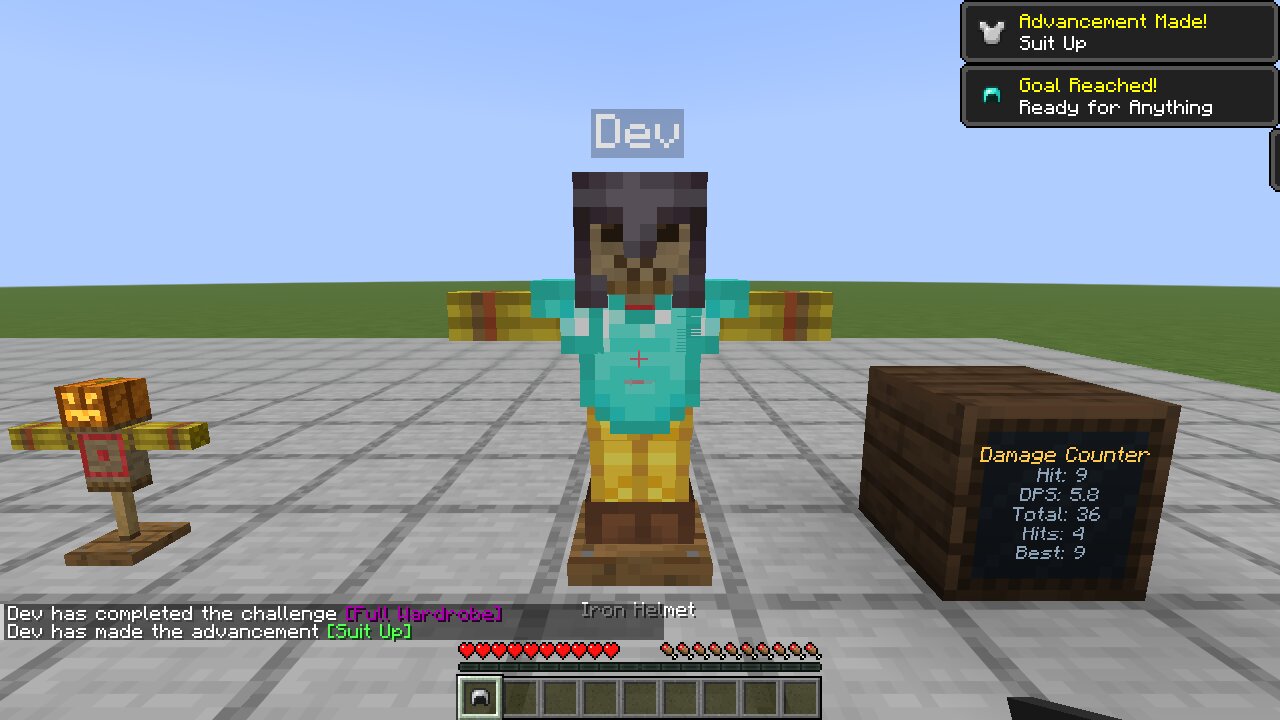 Advancement Made!
Suit Up
Goal Reached!
Ready for Anything
Dev
Damage Counter
Hit: 9
DPS: 5.8
Total: 36
Hits: 4
Best: 9
Dev has completed the challenge [Full Wardrobe]
Dev has made the advancement [Suit Up]
Iron Helmet